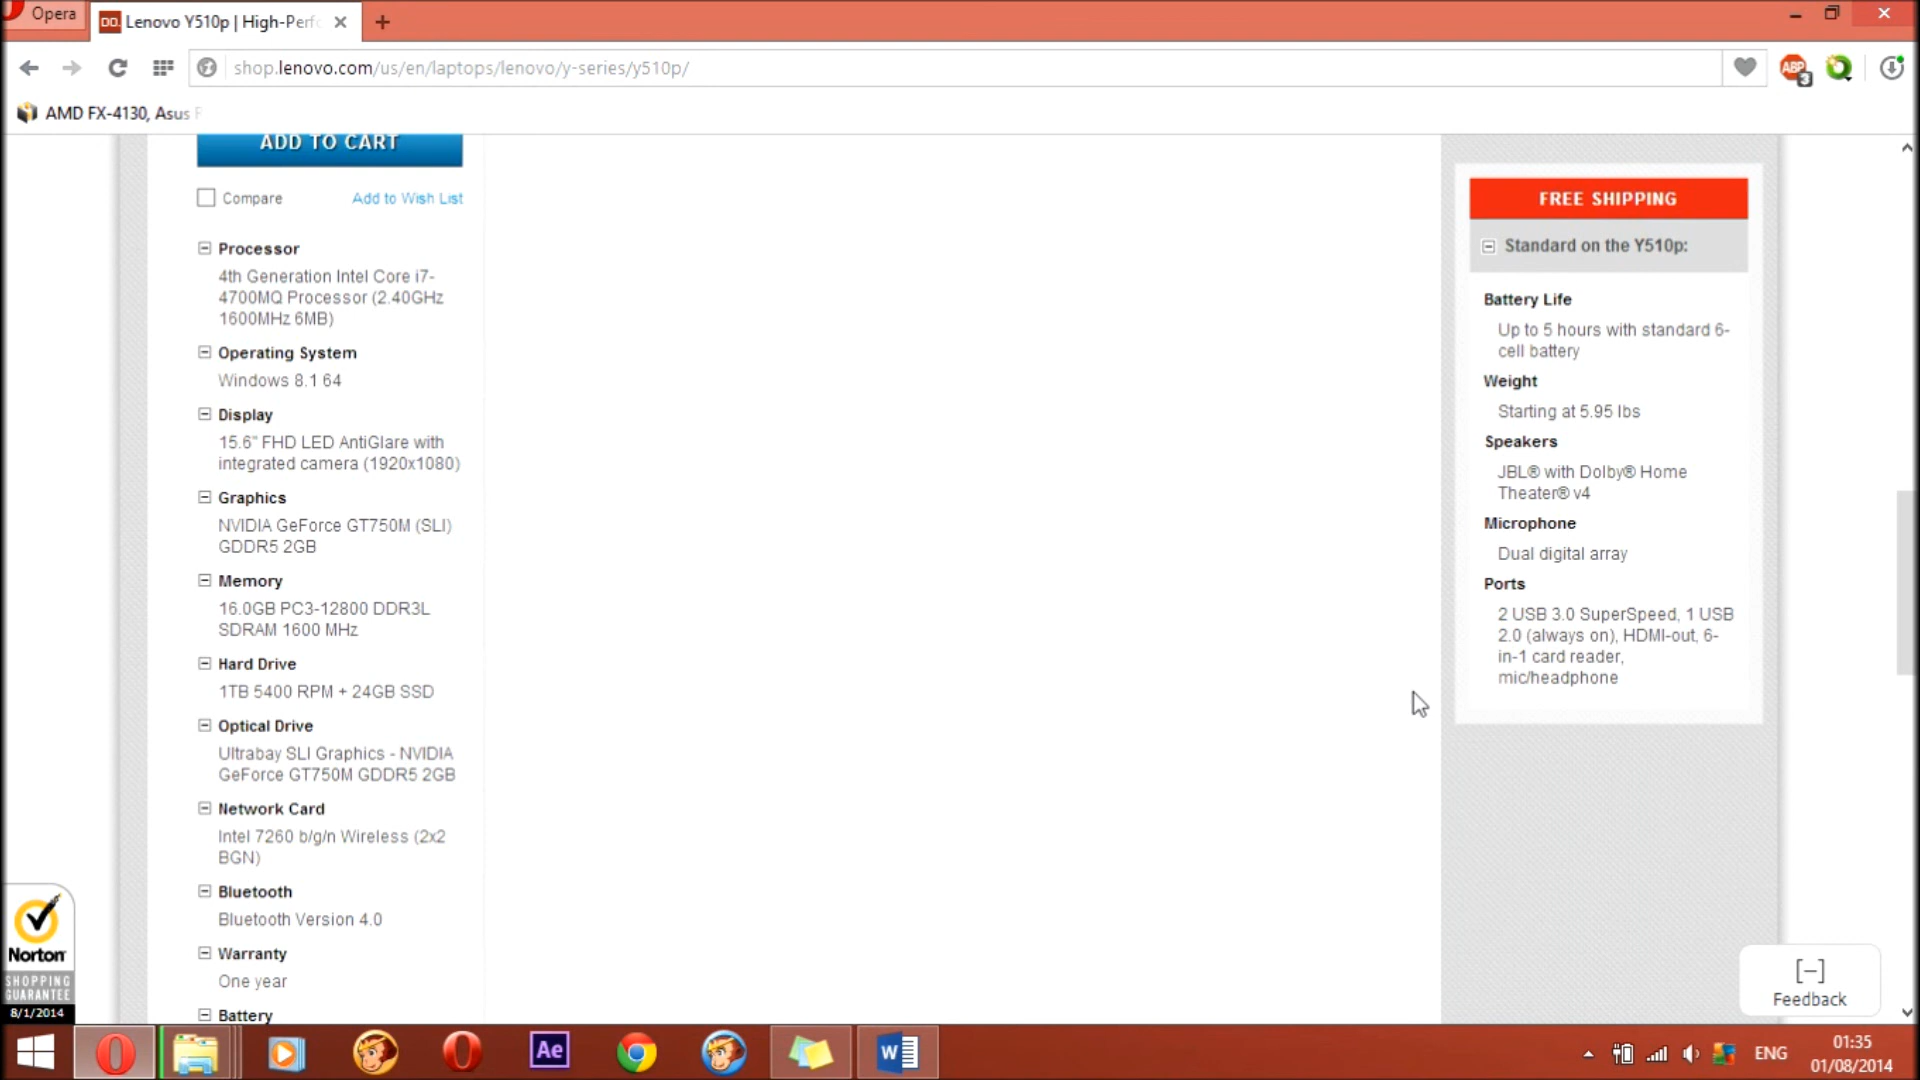 Opera
DO. Lenovo Y510p | High-Perfo
shop.lenovo.com/us/en/laptops/lenovo/y-series/y510p/
ABP
3
AMD FX-4130, Asus
ADD TO CART
Compare
Add to Wish List
Processor
4th Generation Intel Core i7-
4700MQ Processor (2.40GHz
1600MHz 6MB)
Operating System
Windows 8.1 64
Display
15.6" FHD LED AntiGlare with
integrated camera (1920x1080)
Graphics
NVIDIA GeForce GT750M (SLI)
GDDR5 2GB
Memory
16.0GB PC3-12800 DDR3L
SDRAM 1600 MHz
Hard Drive
1TB 5400 RPM + 24GB SSD
Optical Drive
Ultrabay SLI Graphics - NVIDIA
GeForce GT750M GDDR5 2GB
Network Card
Intel 7260 b/g/n Wireless (2x2
BGN)
Bluetooth
Bluetooth Version 4.0
Warranty
One year
Battery
FREE SHIPPING
Standard on the Y510p:
Battery Life
Up to 5 hours with standard 6-
cell battery
Weight
Starting at 5.95 lbs
Speakers
JBL® with Dolby® Home
Theater® v4
Microphone
Dual digital array
Ports
2 USB 3.0 SuperSpeed, 1 USB
2.0 (always on), HDMI-out, 6-
in-1 card reader,
mic/headphone
Norton
SHOPPING
GUARANTEE
8/1/2014
[–]
Feedback
Ae
W
ENG
01:35
01/08/2014